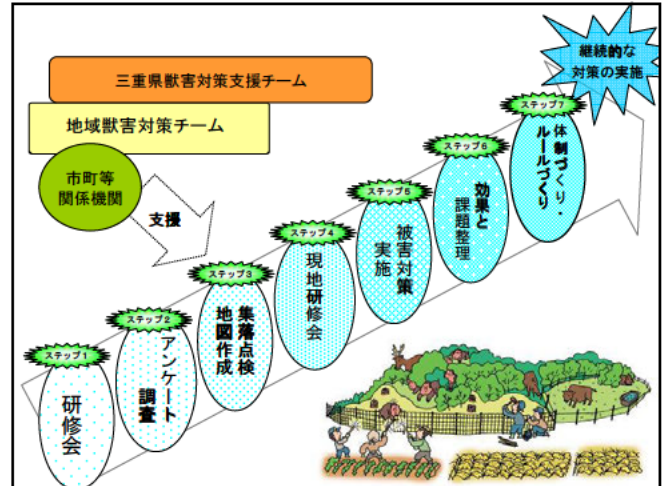 三重県獣害対策支援チーム
地域獣害対策チーム
市町等
関係機関
支援
ステップ1
研修会
ステップ2
アンケート
調査
ステップ3
集落点検
地図作成
ステップ4
現地研修会
ステップ5
被害対策
実施
ステップ6
効果と
課題整理
ステップ7
体制づくり・
ルールづくり
継続的な
対策の実施